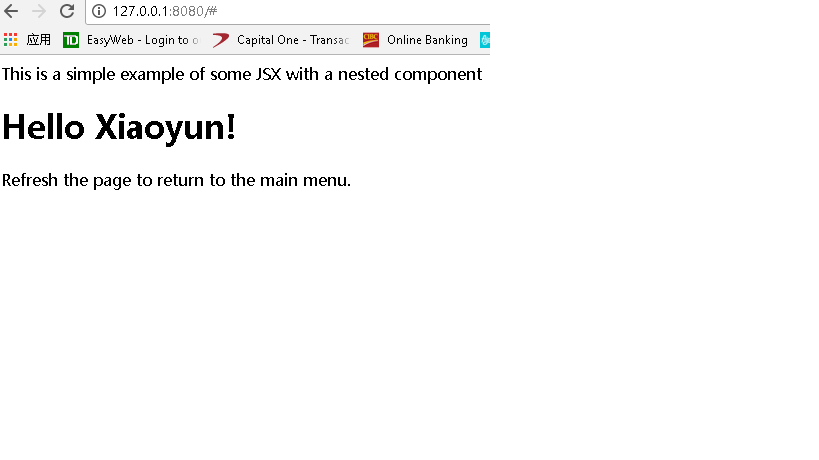 127.0.0.1:8080/#
应用 TD EasyWeb - Login to o Capital One - Transac CIBC Online Banking
This is a simple example of some JSX with a nested component
Hello Xiaoyun!
Refresh the page to return to the main menu.